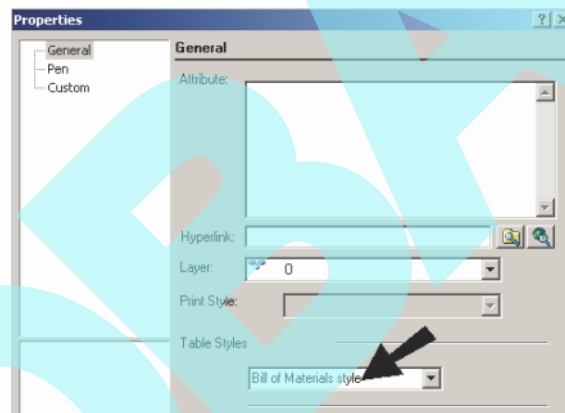 Properties
General
Pen
Custom
General
Attribute:
Hyperlink:
Layer:
0
Print Style:
Table Styles
Bill of Materials style